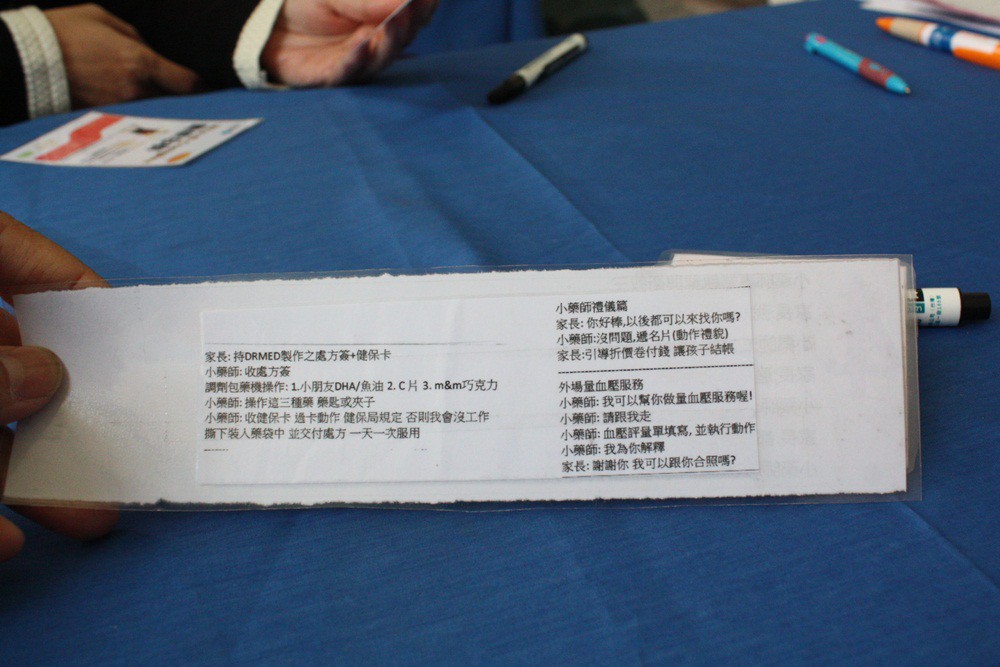 家長: 持DRMED製作之處方簽+健保卡
小藥師: 收處方簽
調劑包藥機操作: 1.小朋友DHA/魚油 2. C 片 3. m&m巧克力
小藥師: 操作這三種藥 藥匙或夾子
小藥師: 收健保卡 過卡動作 健保局規定 否則我會沒工作
撕下裝人藥袋中 並交付處方 一天一次服用
小藥師禮儀篇
家長: 你好棒,以後都可以來找你嗎?
小藥師:沒問題,遞名片(動作禮貌)
家長:引導折價卷付錢 讓孩子結帳
外場量血壓服務
小藥師: 我可以幫你做量血壓服務喔!
小藥師: 請跟我走
小藥師: 血壓評量單填寫, 並執行動作
小藥師: 我為你解釋
家長: 謝謝你 我可以跟你合照嗎?